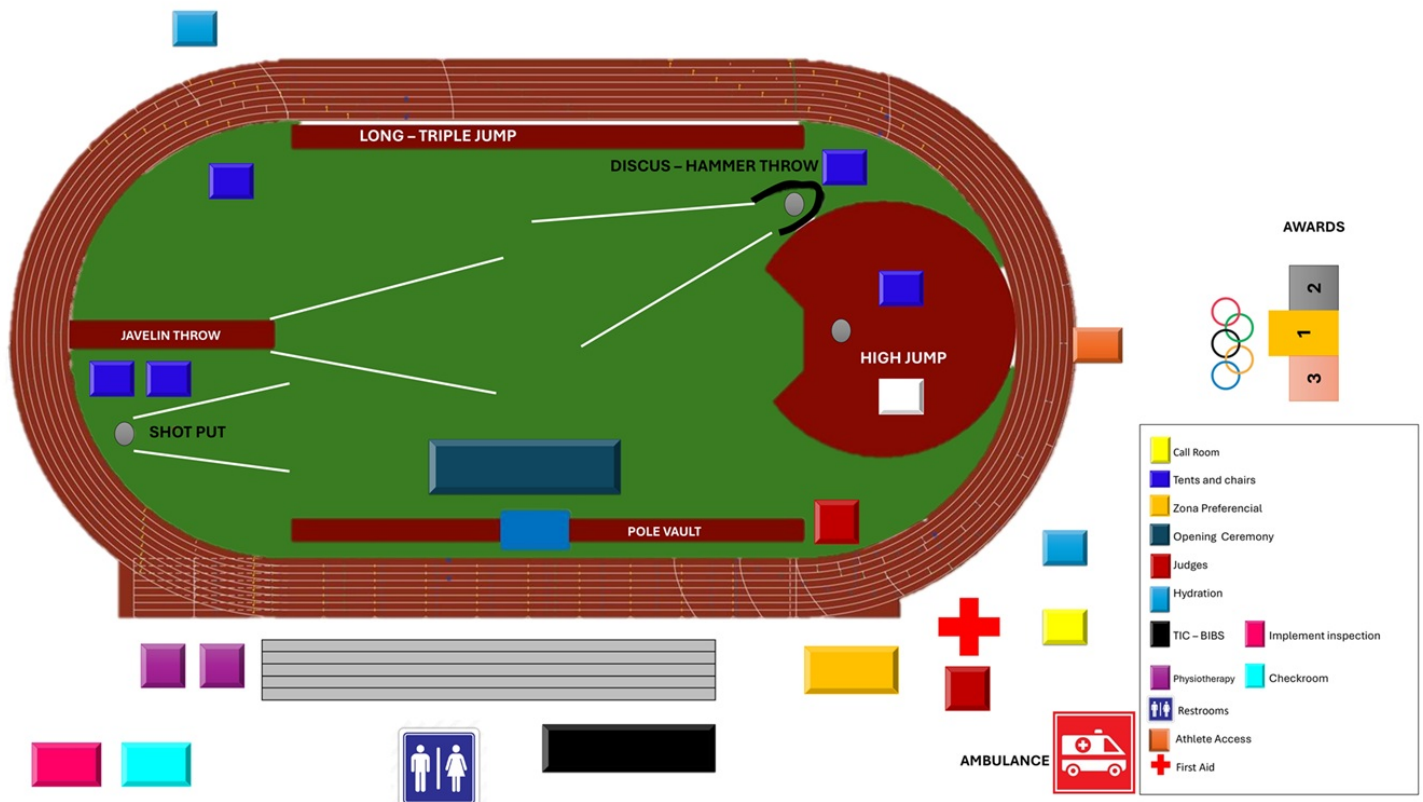 LONG – TRIPLE JUMP
DISCUS – HAMMER THROW
AWARDS
2
1
3
JAVELIN THROW
HIGH JUMP
SHOT PUT
POLE VAULT
AMBULANCE
Call Room
Tents and chairs
Zona Preferencial
Opening Ceremony
Judges
Hydration
TIC – BIBS
Implement inspection
Physiotherapy
Checkroom
Restrooms
Athlete Access
First Aid